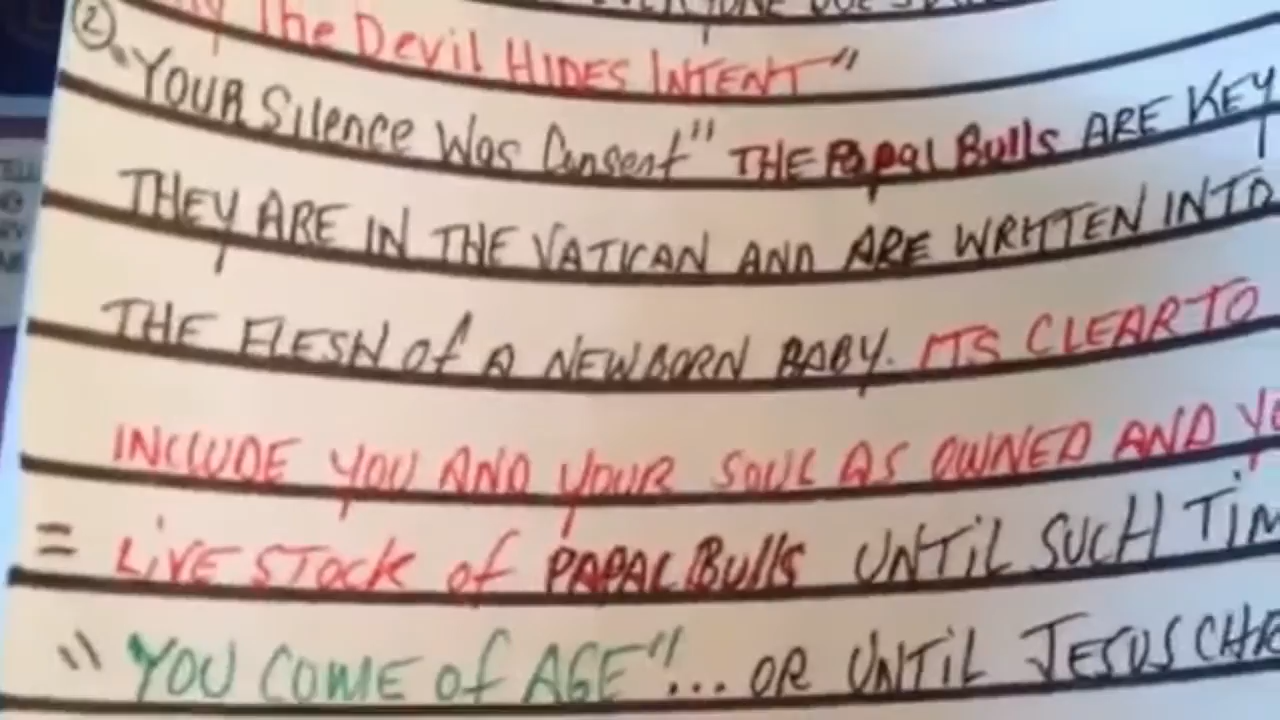 ② The Devil HIDES INTENT"
"YOUR Silence Was Consent" THE Papal Bulls ARE KEY
THEY ARE IN THE VATICAN AND ARE WRITTEN INTO
THE FLESH of A NEWBORN BABY. ITS CLEAR TO
INCLUDE YOU AND YOUR SOUL AS OWNED AND
= LiVE STOCK of PAPAL Bulls UNTiL SUCH
"YOU COME of AGE"... OR UNTiL JESUS